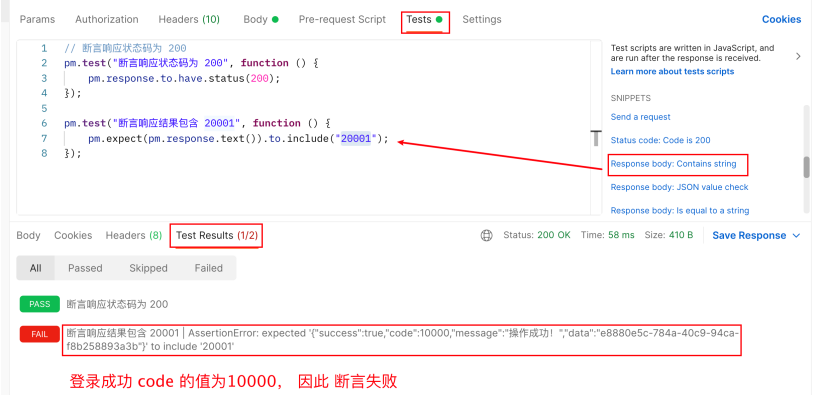 Params Authorization Headers (10) Body Pre-request Script Tests Settings Cookies
1 // 断言响应状态码为 200
2 pm.test("断言响应状态码为 200", function () {
3 pm.response.to.have.status(200);
4 });
5
6 pm.test("断言响应结果包含 20001", function () {
7 pm.expect(pm.response.text()).to.include("20001");
8 });
Test scripts are written in JavaScript, and
are run after the response is received.
Learn more about tests scripts
SNIPPETS
Send a request
Status code: Code is 200
Response body: Contains string
Response body: JSON value check
Response body: Is equal to a string
Body Cookies Headers (8) Test Results (1/2) Status: 200 OK Time: 58 ms Size: 410 B Save Response
All Passed Skipped Failed
PASS 断言响应状态码为 200
FAIL 断言响应结果包含 20001 | AssertionError: expected '{"success":true,"code":10000,"message":"操作成功！","data":"e8880e5c-784a-40c9-94ca-
f8b258893a3b"}' to include '20001'
登录成功 code 的值为10000， 因此 断言失败